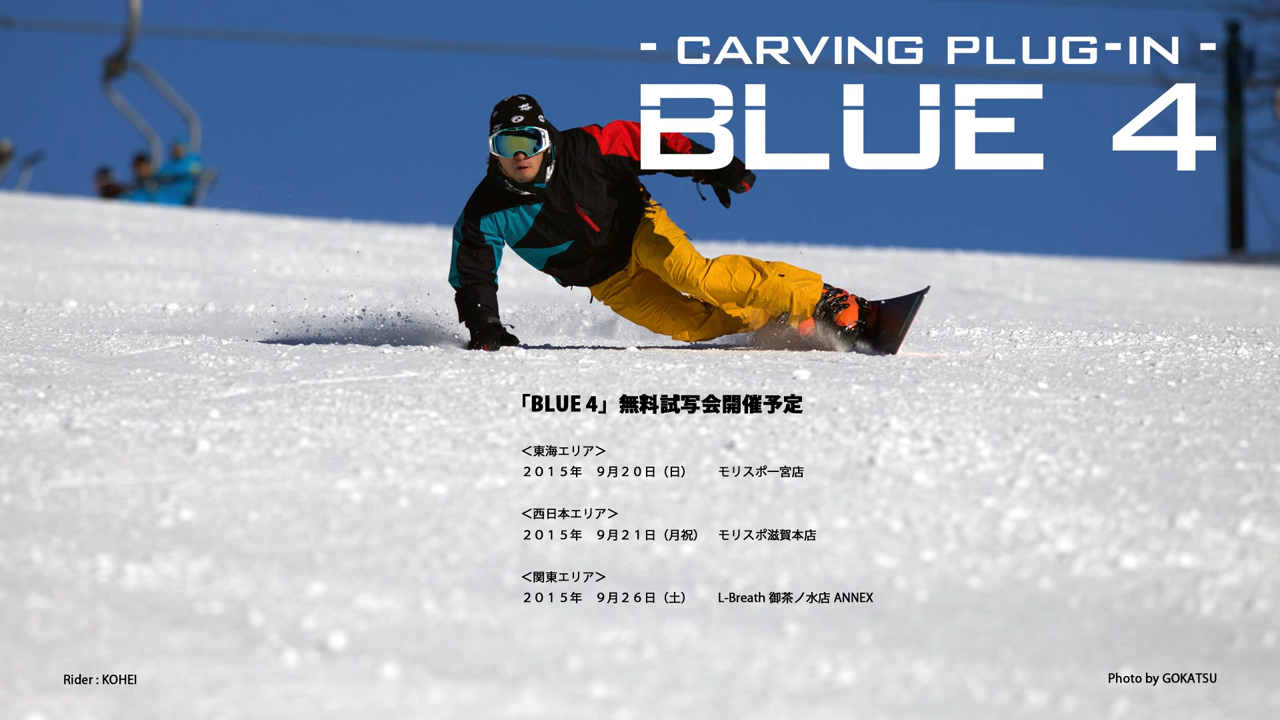 - CARVING PLUG-IN -
BLUE 4
「BLUE 4」無料試写会開催予定
＜東海エリア＞
２０１５年　９月２０日（日）　　モリスポ一宮店
＜西日本エリア＞
２０１５年　９月２１日（月祝）　モリスポ滋賀本店
＜関東エリア＞
２０１５年　９月２６日（土）　　L-Breath 御茶ノ水店 ANNEX
Rider : KOHEI
Photo by GOKATSU